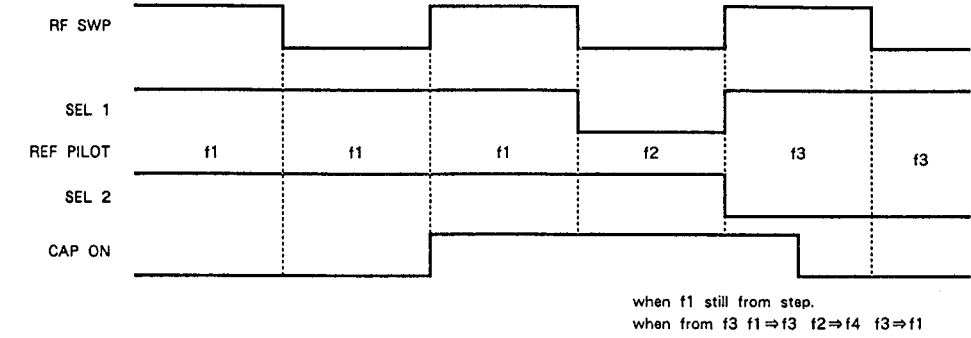 RF SWP
SEL 1
REF PILOT f1 f1 f1 f2 f3 f3
SEL 2
CAP ON
when f1 still from step.
when from f3 f1⇒f3 f2⇒f4 f3⇒f1